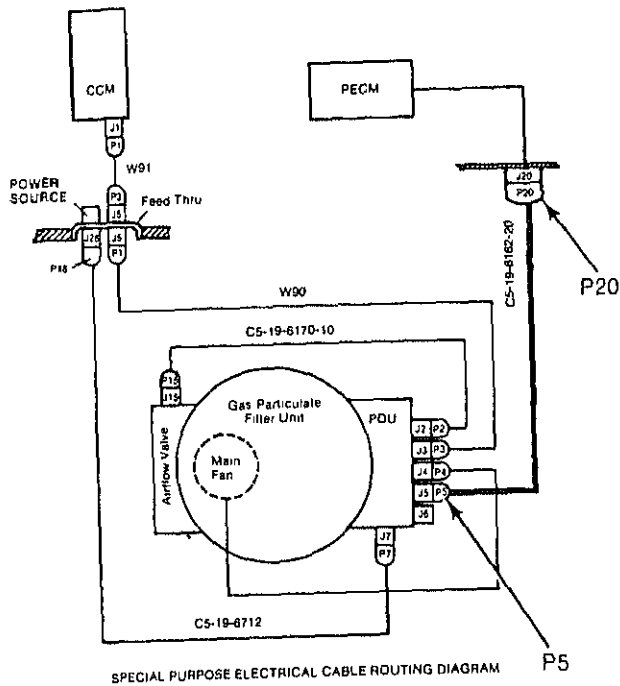 CCM
J1
P1
W91
PECM
J20
P20
P20
C5-19-8162-20
POWER
SOURCE
P3
J5
Feed Thru
J26
J5
P1
P18
W90
C5-19-6170-10
P15
J15
Airflow Valve
Gas Particulate
Filter Unit
Main
Fan
PDU
J2 P2
J3 P3
J4 P4
J5 P5
J6
J7
P7
C5-19-6712
P5
SPECIAL PURPOSE ELECTRICAL CABLE ROUTING DIAGRAM